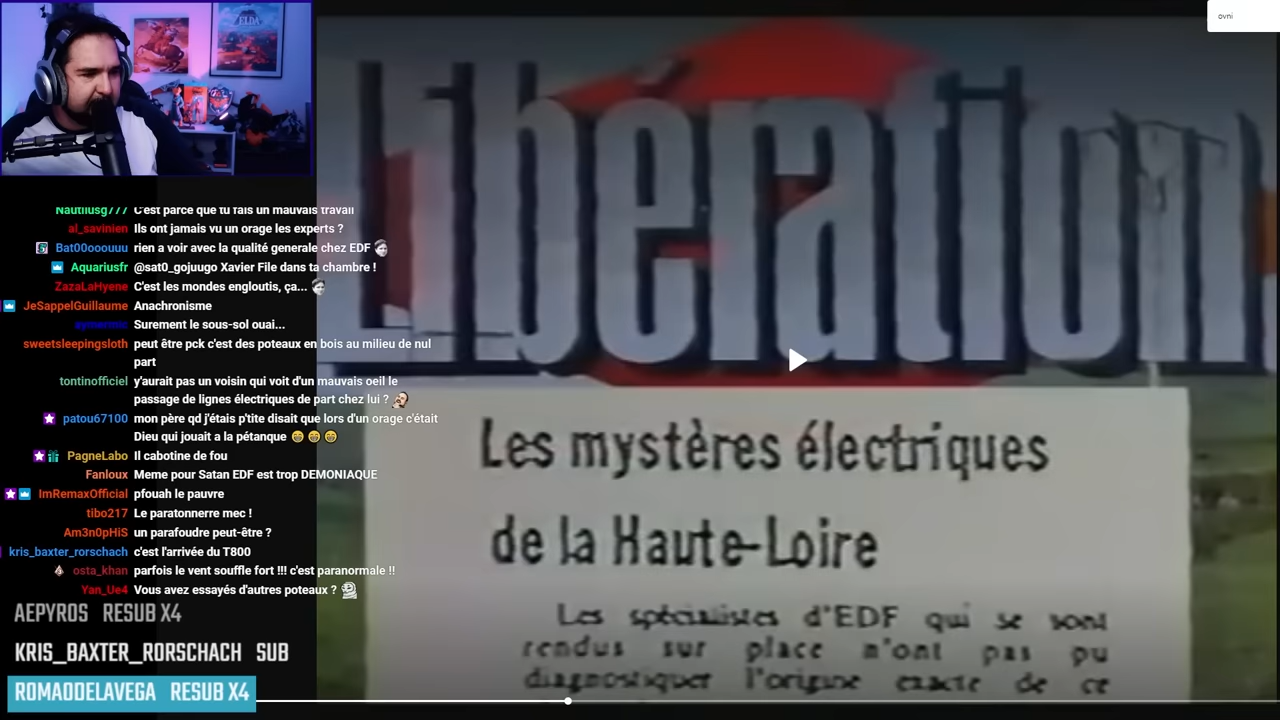 ovni
Libération
Nautilusg777 C'est parce que tu fais un mauvais travail
al_savinien Ils ont jamais vu un orage les experts ?
Bat00ooouuu rien a voir avec la qualité generale chez EDF
Aquariusfr @sat0_gojuugo Xavier File dans ta chambre !
ZazaLaHyene C'est les mondes engloutis, ça...
JeSappelGuillaume Anachronisme
Surement le sous-sol ouai...
sweetsleepingsloth peut être pck c'est des poteaux en bois au milieu de nul
part
tontinofficiel y'aurait pas un voisin qui voit d'un mauvais oeil le
passage de lignes électriques de part chez lui ?
patou67100 mon père qd j'étais p'tite disait que lors d'un orage c'était
Dieu qui jouait a la pétanque
PagneLabo Il cabotine de fou
Fanloux Meme pour Satan EDF est trop DEMONIAQUE
ImRemaxOfficial pfouah le pauvre
tibo217 Le paratonnerre mec !
Am3n0pHiS un parafoudre peut-être ?
kris_baxter_rorschach c'est l'arrivée du T800
osta_khan parfois le vent souffle fort !!! c'est paranormale !!
Yan_Ue4 Vous avez essayés d'autres poteaux ?
AEPYROS RESUB X4
KRIS_BAXTER_RORSCHACH SUB
ROMAODELAVEGA RESUB X4
Les mystères électriques
de la Haute-Loire
Les spécialistes d'EDF qui se sont
rendus sur place n'ont pas pu
diagnostiquer l'origine exacte de ce